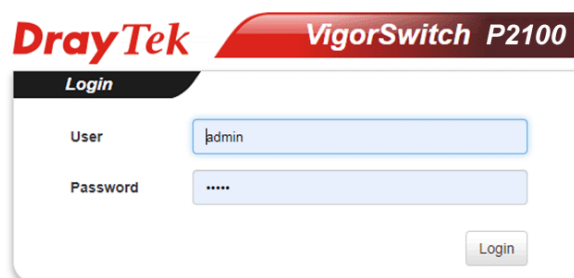 DrayTek VigorSwitch P2100
Login
User admin
Password •••••
Login